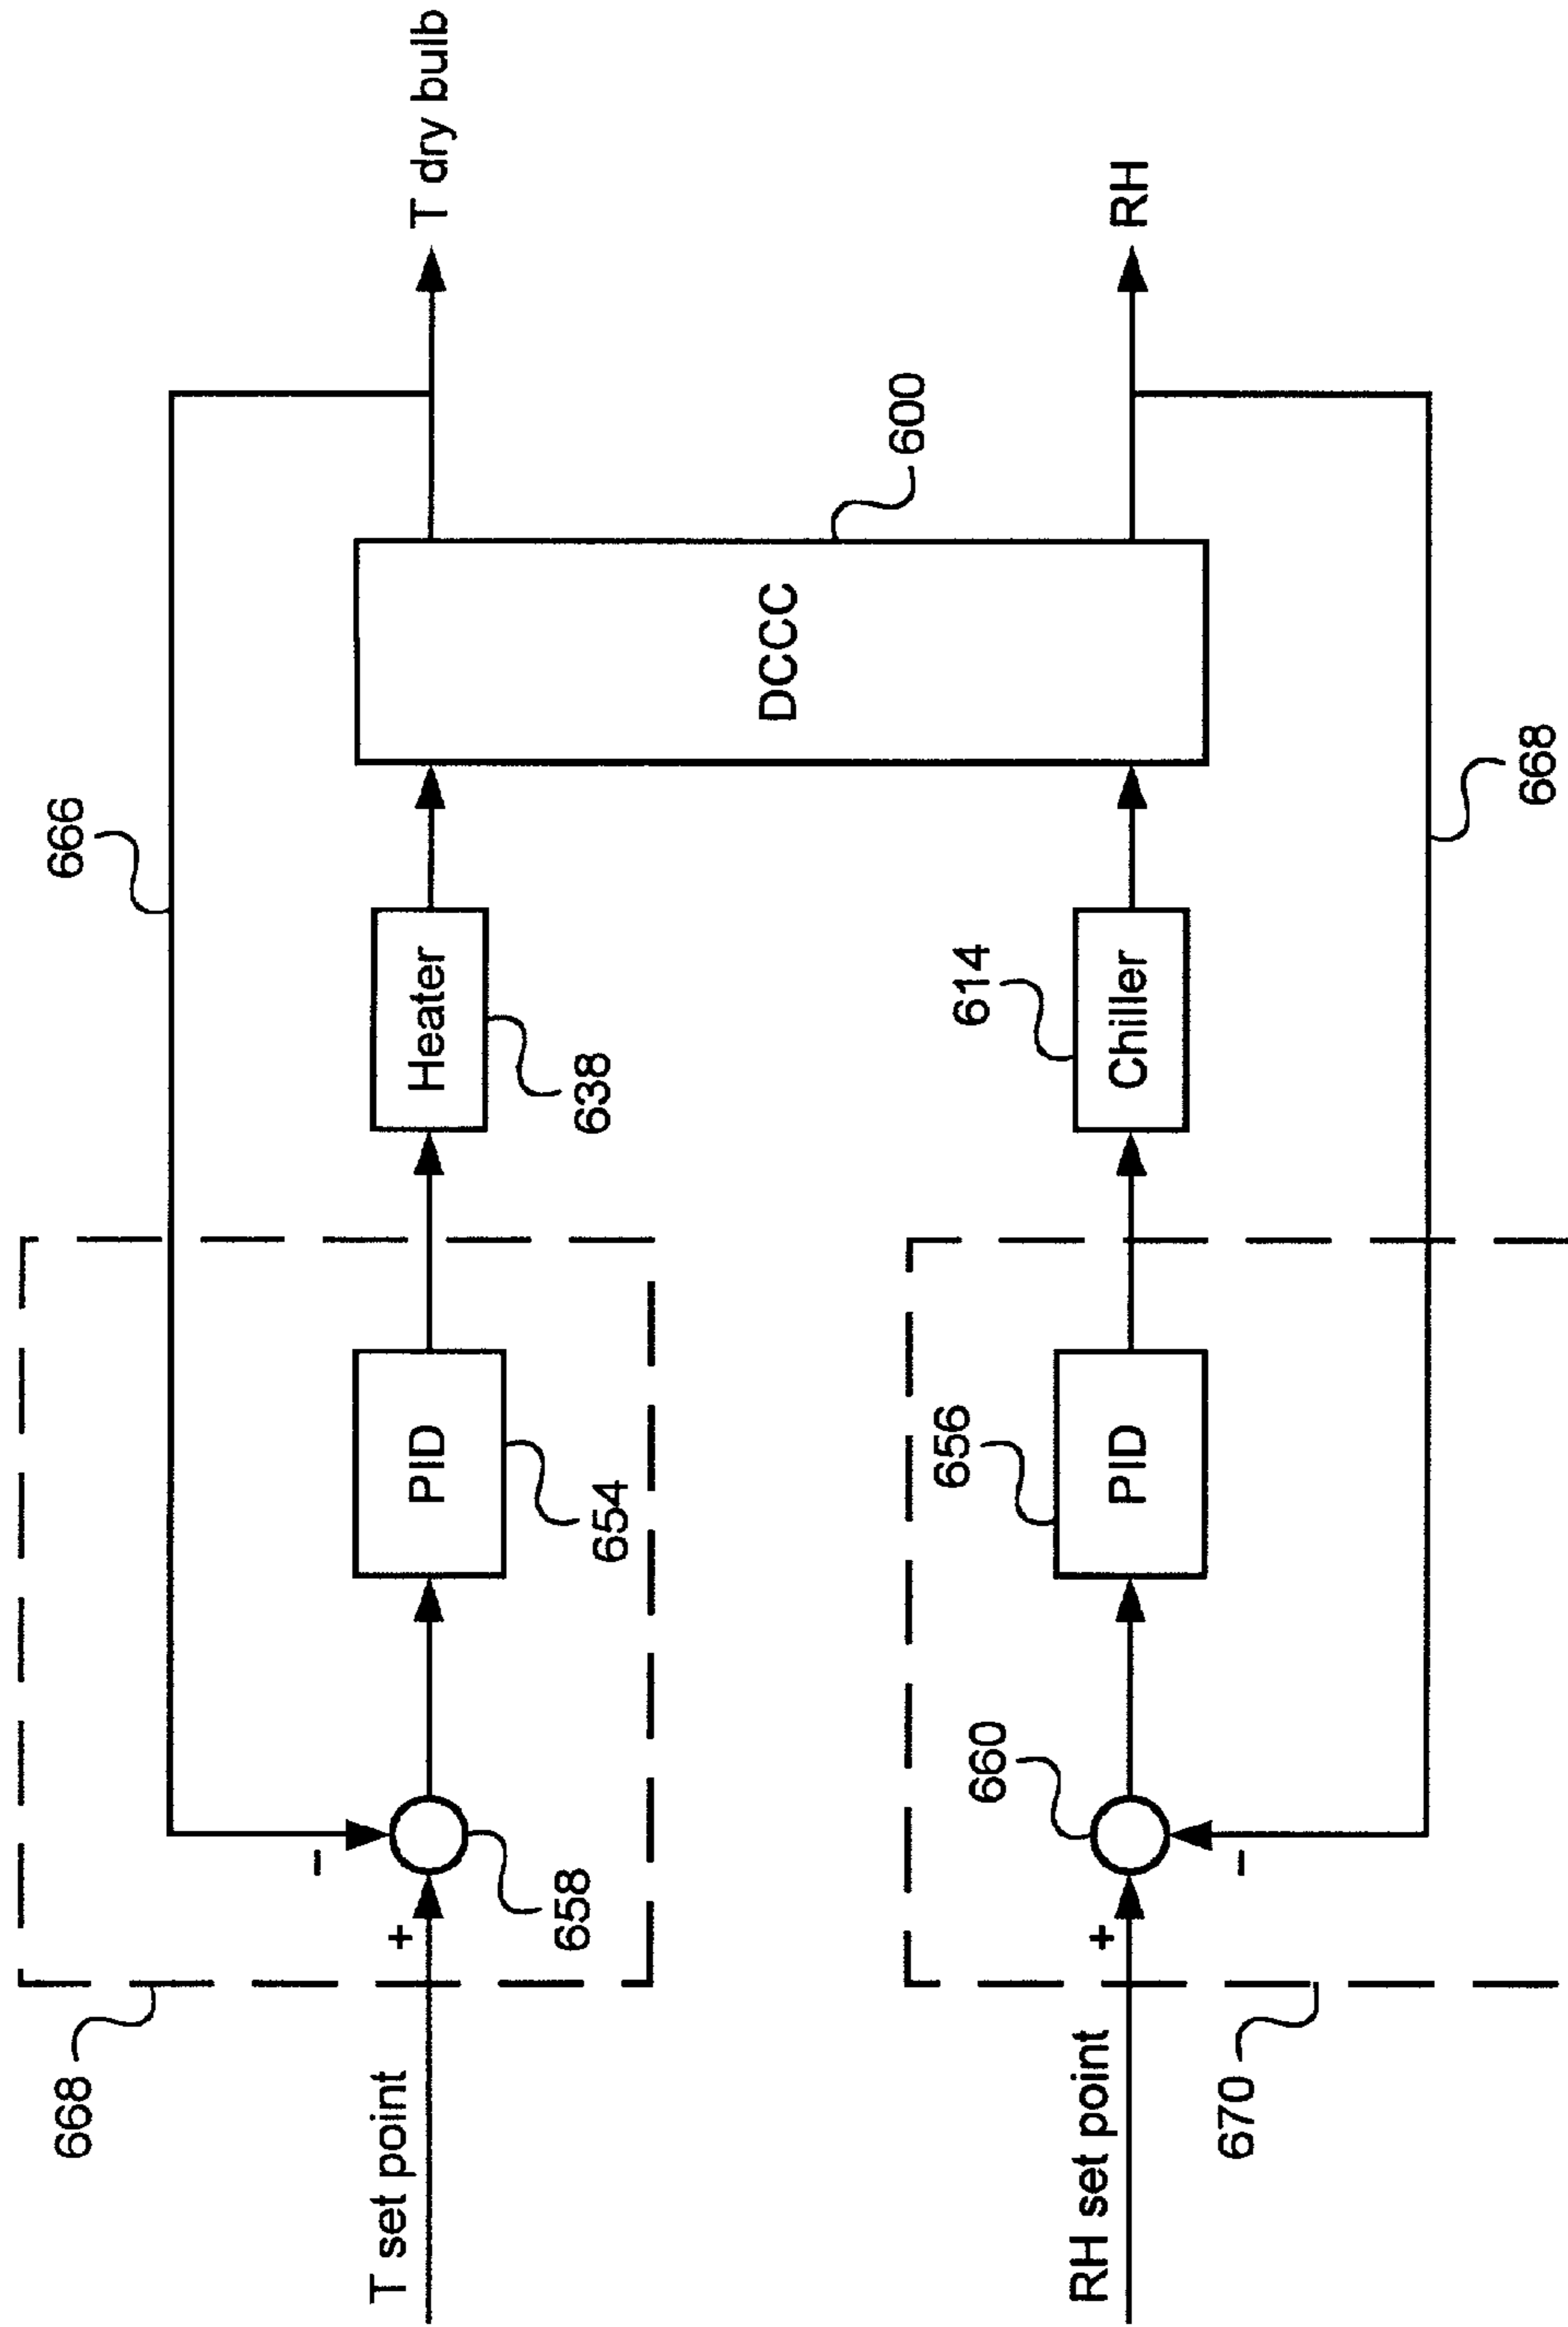 668
666
T set point
+
-
658
PID
654
Heater
638
T dry bulb
DCCC
600
RH set point
+
-
660
PID
656
Chiller
614
RH
670
668